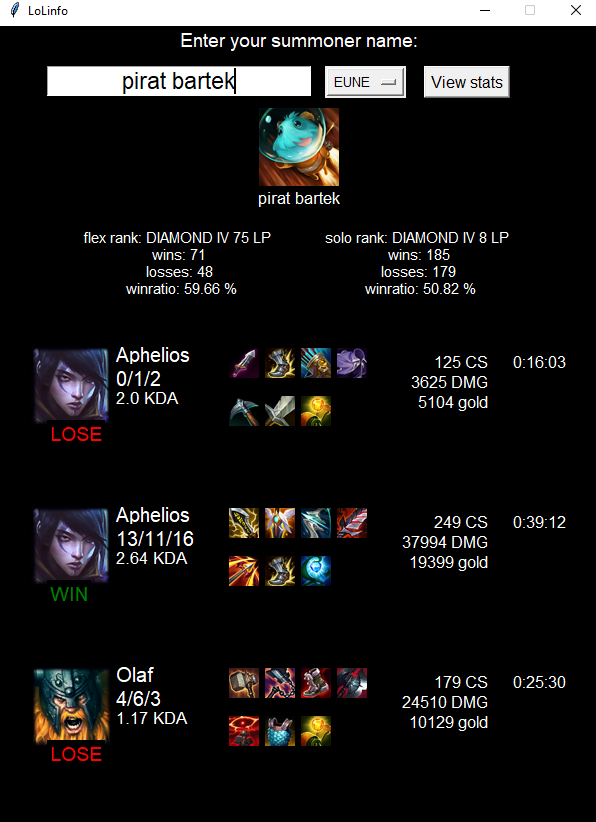 LoLinfo
Enter your summoner name:
pirat bartek
EUNE
View stats
pirat bartek
flex rank: DIAMOND IV 75 LP
wins: 71
losses: 48
winratio: 59.66 %
solo rank: DIAMOND IV 8 LP
wins: 185
losses: 179
winratio: 50.82 %
Aphelios
0/1/2
2.0 KDA
LOSE
125 CS
3625 DMG
5104 gold
0:16:03
Aphelios
13/11/16
2.64 KDA
WIN
249 CS
37994 DMG
19399 gold
0:39:12
Olaf
4/6/3
1.17 KDA
LOSE
179 CS
24510 DMG
10129 gold
0:25:30